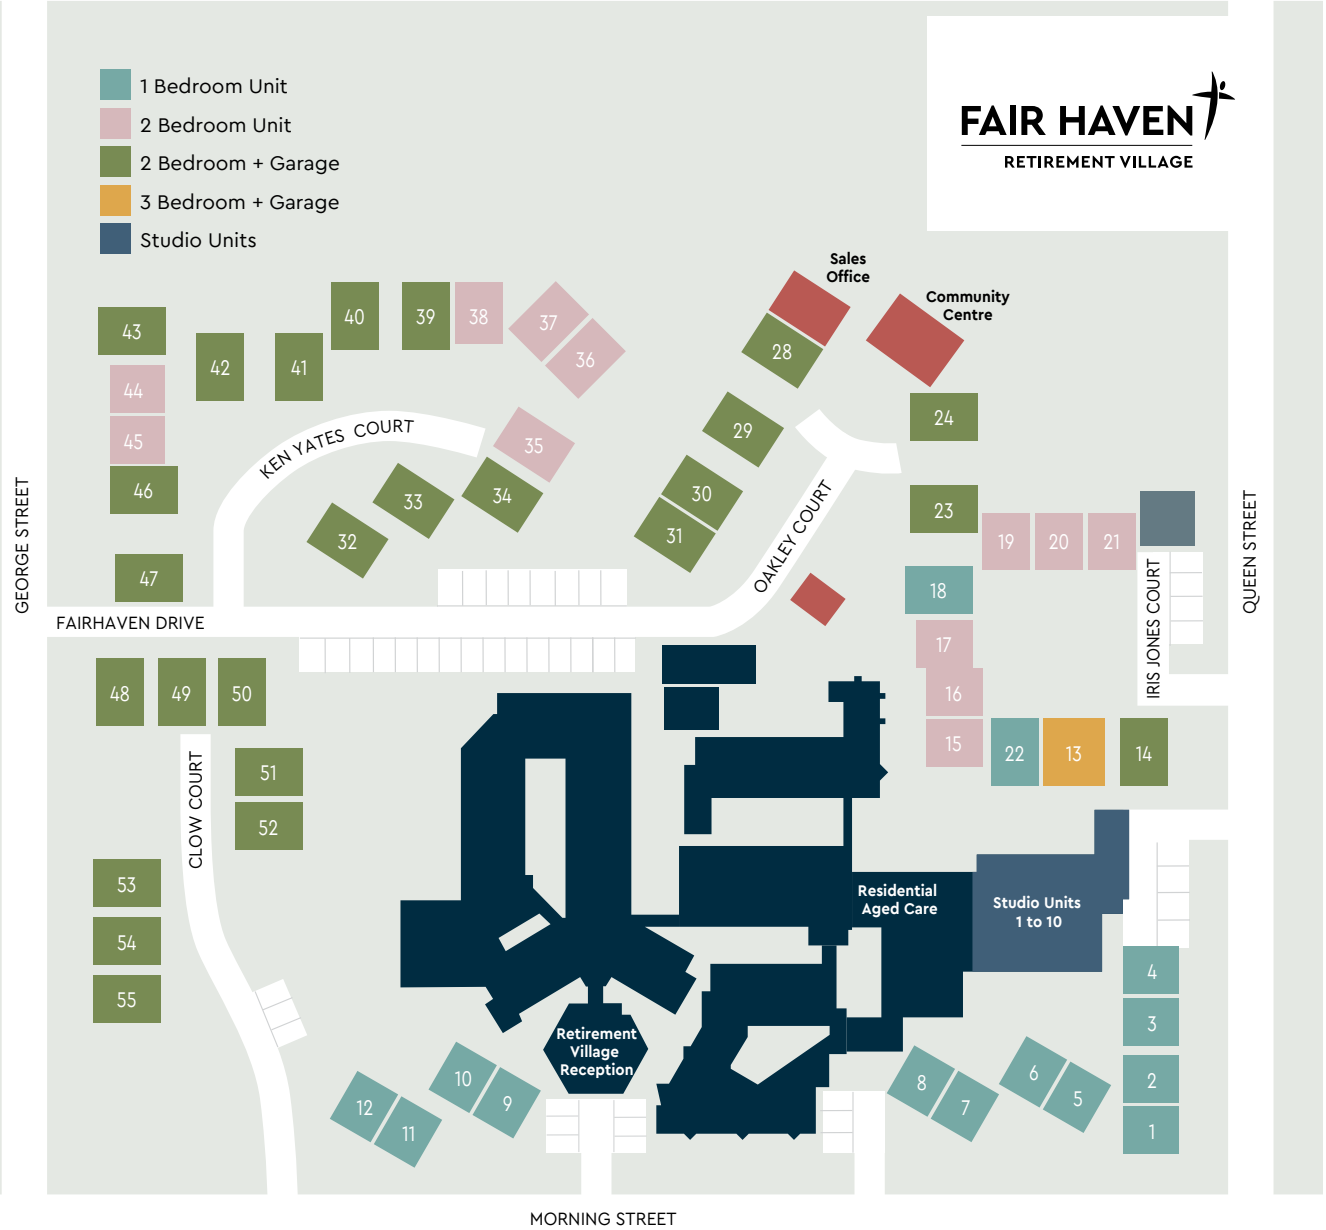 1 Bedroom Unit
2 Bedroom Unit
2 Bedroom + Garage
3 Bedroom + Garage
Studio Units
FAIR HAVEN
RETIREMENT VILLAGE
Sales
Office
Community
Centre
43
42
41
40
39
38
37
36
44
45
46
47
KEN YATES COURT
35
34
33
32
28
29
30
31
OAKLEY COURT
24
23
19
20
21
18
17
16
15
22
13
14
IRIS JONES COURT
GEORGE STREET
QUEEN STREET
FAIRHAVEN DRIVE
48
49
50
51
52
CLOW COURT
53
54
55
Residential
Aged Care
Studio Units
1 to 10
Retirement
Village
Reception
12
11
10
9
8
7
6
5
4
3
2
1
MORNING STREET